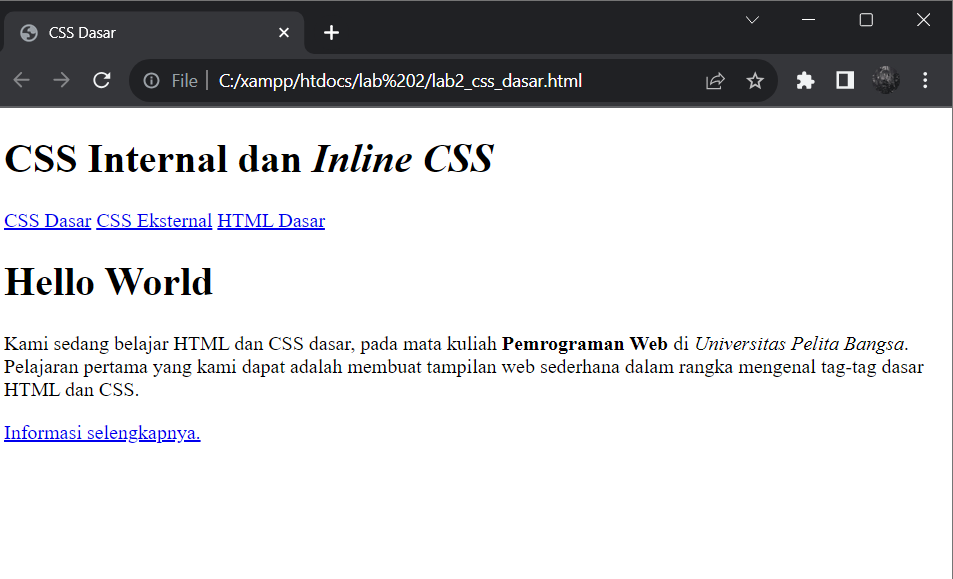 CSS Dasar
File C:/xampp/htdocs/lab%202/lab2_css_dasar.html
CSS Internal dan Inline CSS
CSS Dasar CSS Eksternal HTML Dasar
Hello World
Kami sedang belajar HTML dan CSS dasar, pada mata kuliah Pemrograman Web di Universitas Pelita Bangsa.
Pelajaran pertama yang kami dapat adalah membuat tampilan web sederhana dalam rangka mengenal tag-tag dasar
HTML dan CSS.
Informasi selengkapnya.